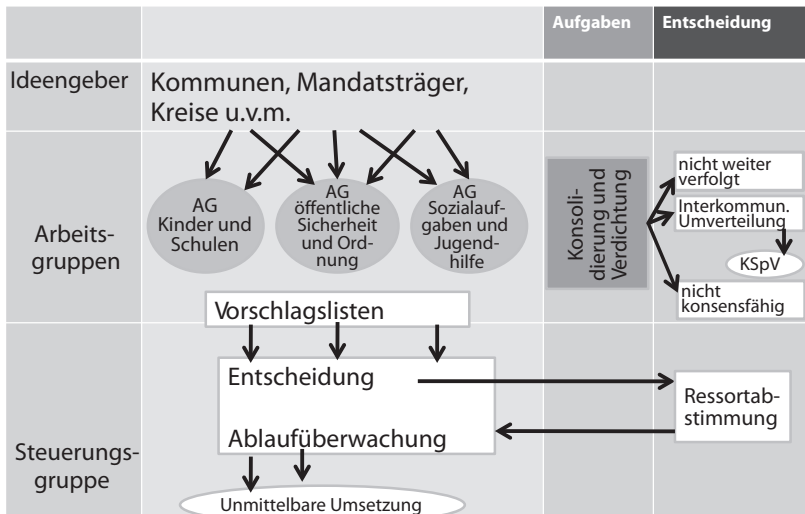 Aufgaben
Entscheidung
Ideengeber
Kommunen, Mandatsträger,
Kreise u.v.m.
Arbeits-
gruppen
AG
Kinder und
Schulen
AG
öffentliche
Sicherheit
und Ord-
nung
AG
Sozialauf-
gaben und
Jugend-
hilfe
Konsoli-
dierung und
Verdichtung
nicht weiter
verfolgt
Interkommun.
Umverteilung
KSpV
nicht
konsensfähig
Vorschlagslisten
Steuerungs-
gruppe
Entscheidung
Ablaufüberwachung
Ressortab-
stimmung
Unmittelbare Umsetzung